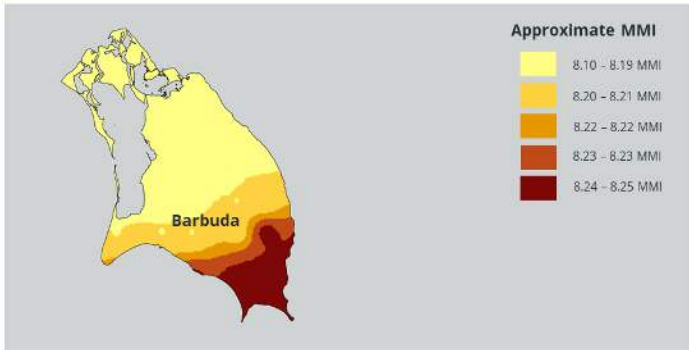 Approximate MMI
8.10 – 8.19 MMI
8.20 – 8.21 MMI
8.22 – 8.22 MMI
8.23 – 8.23 MMI
8.24 – 8.25 MMI
Barbuda